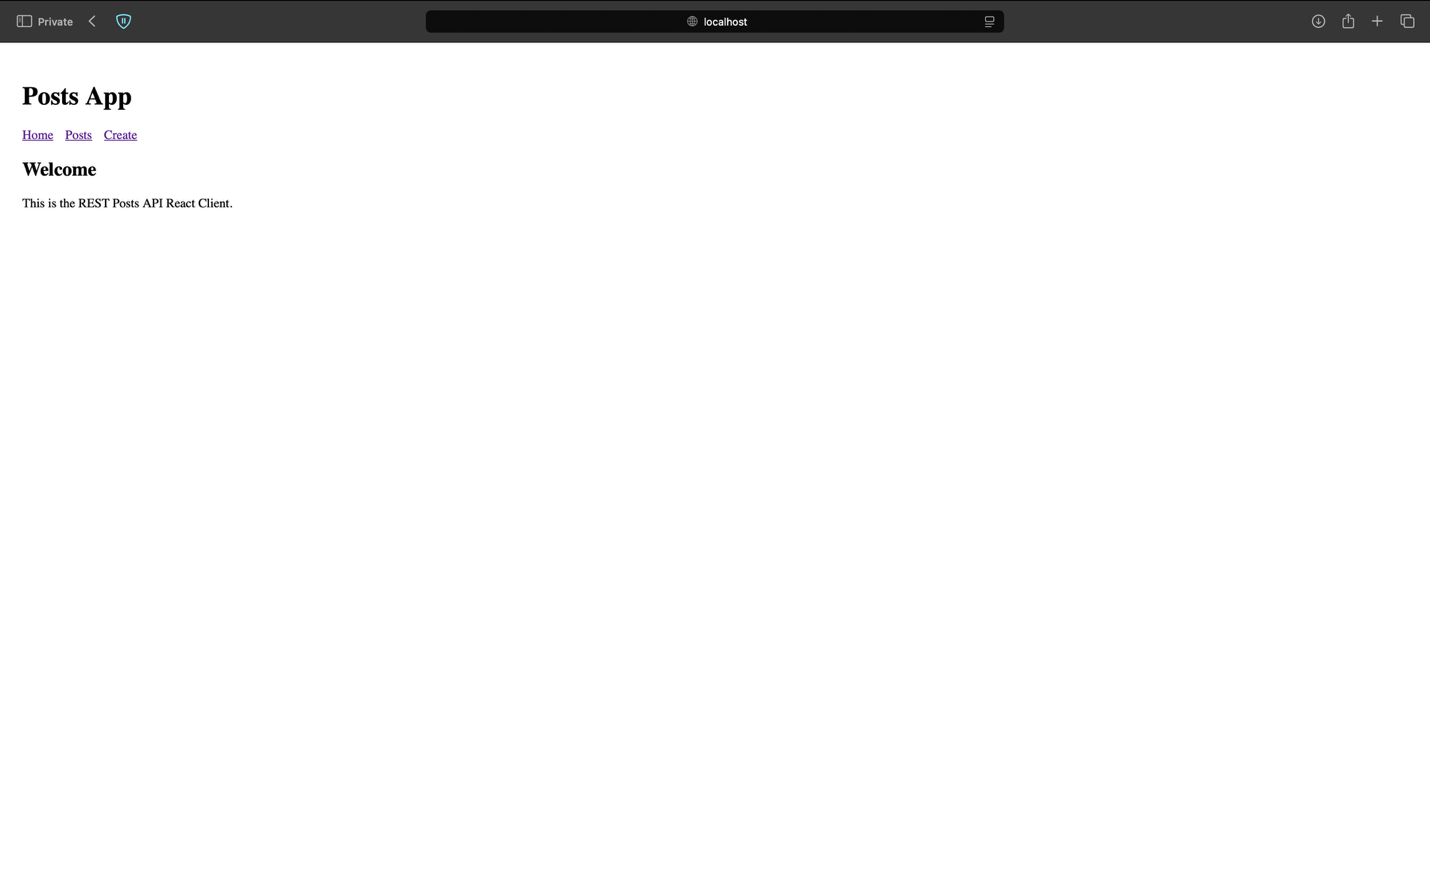 Private
localhost
Posts App
Home Posts Create
Welcome
This is the REST Posts API React Client.